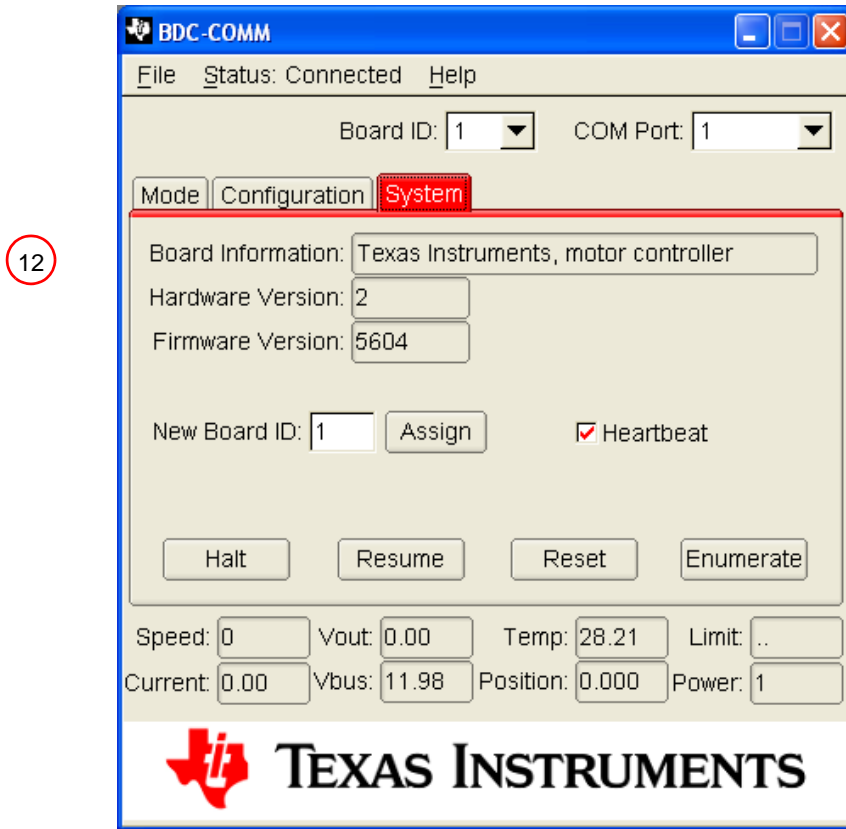 BDC-COMM
File Status: Connected Help
Board ID: 1 COM Port: 1
Mode Configuration System
12
Board Information: Texas Instruments, motor controller
Hardware Version: 2
Firmware Version: 5604
New Board ID: 1 Assign Heartbeat
Halt Resume Reset Enumerate
Speed: 0 Vout: 0.00 Temp: 28.21 Limit: ..
Current: 0.00 Vbus: 11.98 Position: 0.000 Power: 1
TEXAS INSTRUMENTS